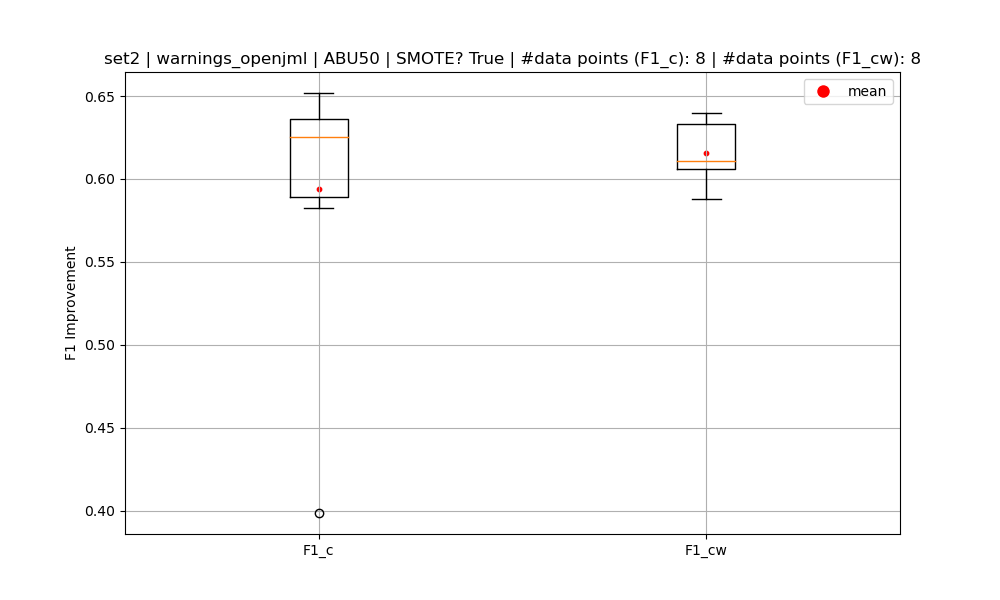 set2 | warnings_openjml | ABU50 | SMOTE? True | #data points (F1_c): 8 | #data points (F1_cw): 8
mean
0.65
0.60
0.55
0.50
0.45
0.40
F1 Improvement
F1_c
F1_cw